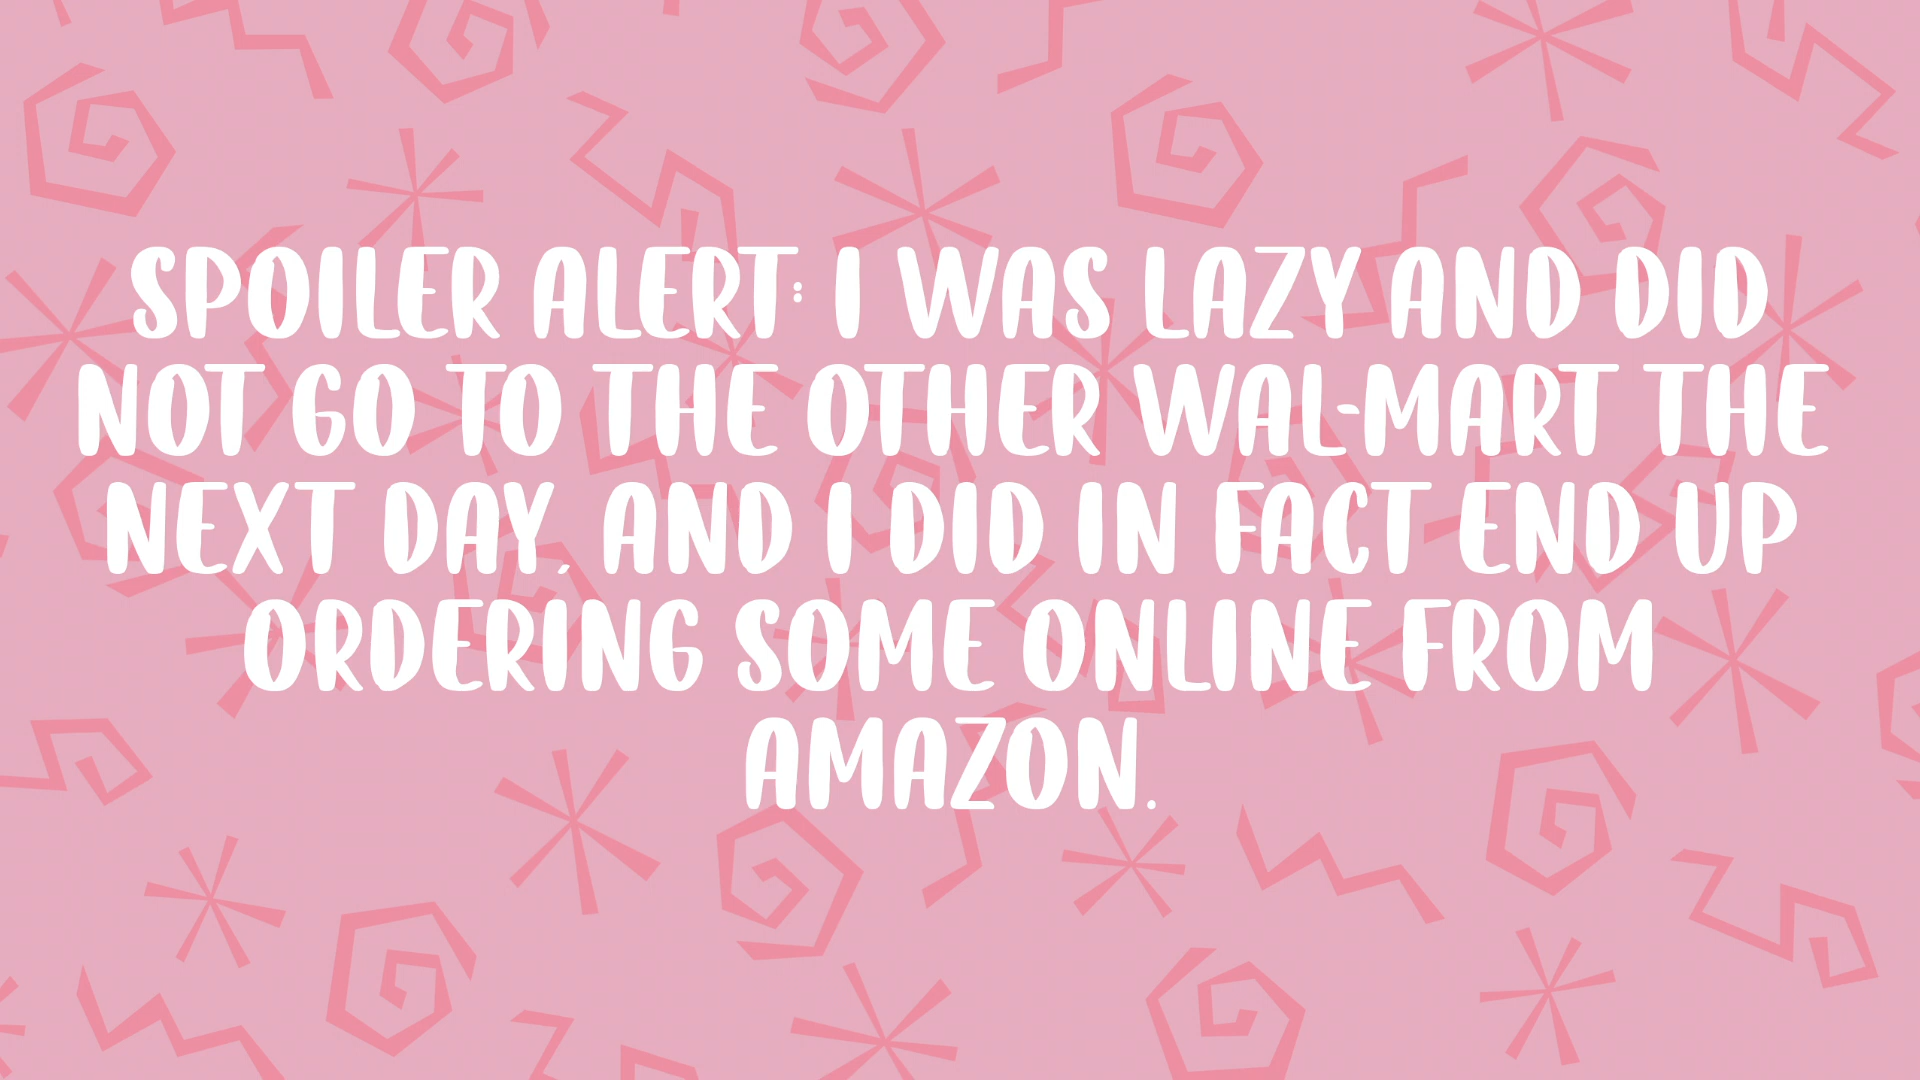 SPOILER ALERT: I WAS LAZY AND DID
NOT GO TO THE OTHER WAL-MART THE
NEXT DAY, AND I DID IN FACT END UP
ORDERING SOME ONLINE FROM
AMAZON.